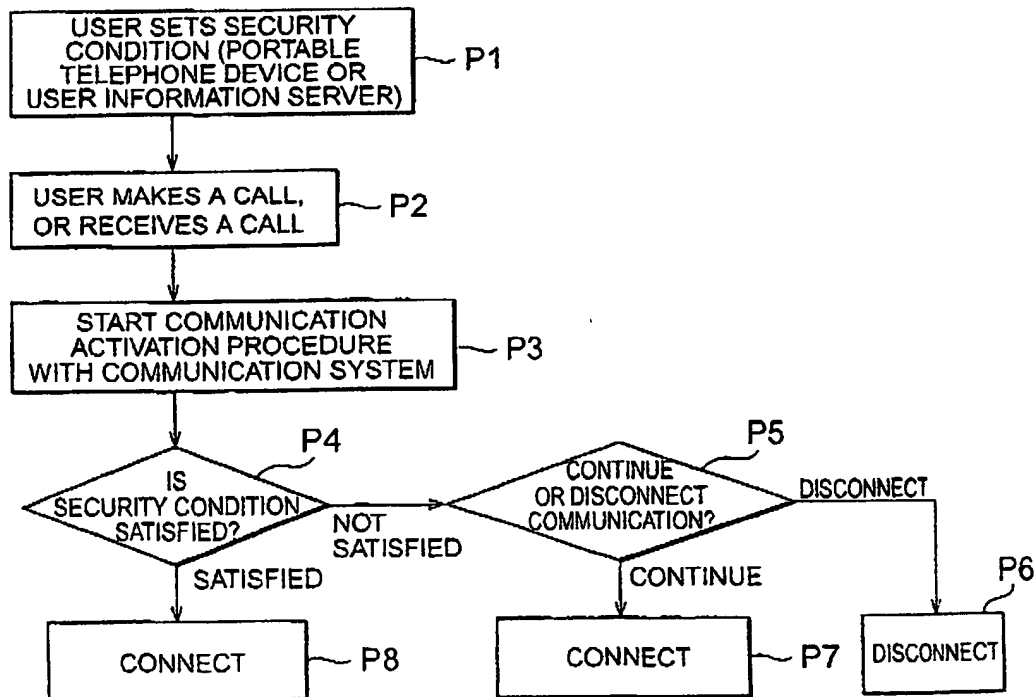 USER SETS SECURITY
CONDITION (PORTABLE
TELEPHONE DEVICE OR
USER INFORMATION SERVER)
P1
USER MAKES A CALL,
OR RECEIVES A CALL
P2
START COMMUNICATION
ACTIVATION PROCEDURE
WITH COMMUNICATION SYSTEM
P3
P4
IS
SECURITY CONDITION
SATISFIED?
NOT
SATISFIED
SATISFIED
P5
CONTINUE
OR DISCONNECT
COMMUNICATION?
DISCONNECT
CONTINUE
P6
CONNECT
P8
CONNECT
P7
DISCONNECT